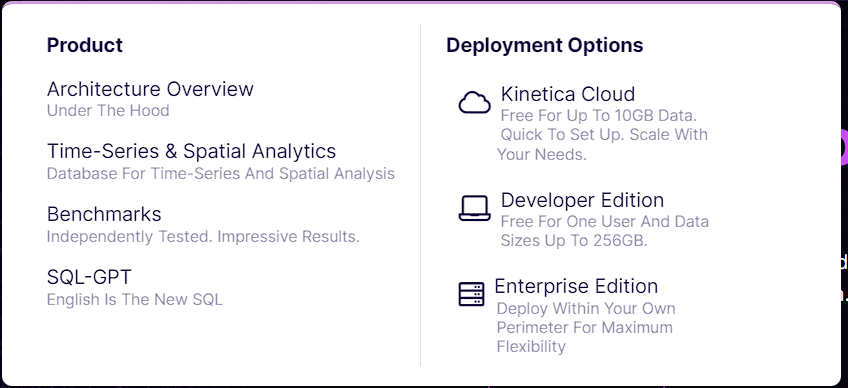 Product
Architecture Overview
Under The Hood
Time-Series & Spatial Analytics
Database For Time-Series And Spatial Analysis
Benchmarks
Independently Tested. Impressive Results.
SQL-GPT
English Is The New SQL
Deployment Options
Kinetica Cloud
Free For Up To 10GB Data.
Quick To Set Up. Scale With
Your Needs.
Developer Edition
Free For One User And Data
Sizes Up To 256GB.
Enterprise Edition
Deploy Within Your Own
Perimeter For Maximum
Flexibility